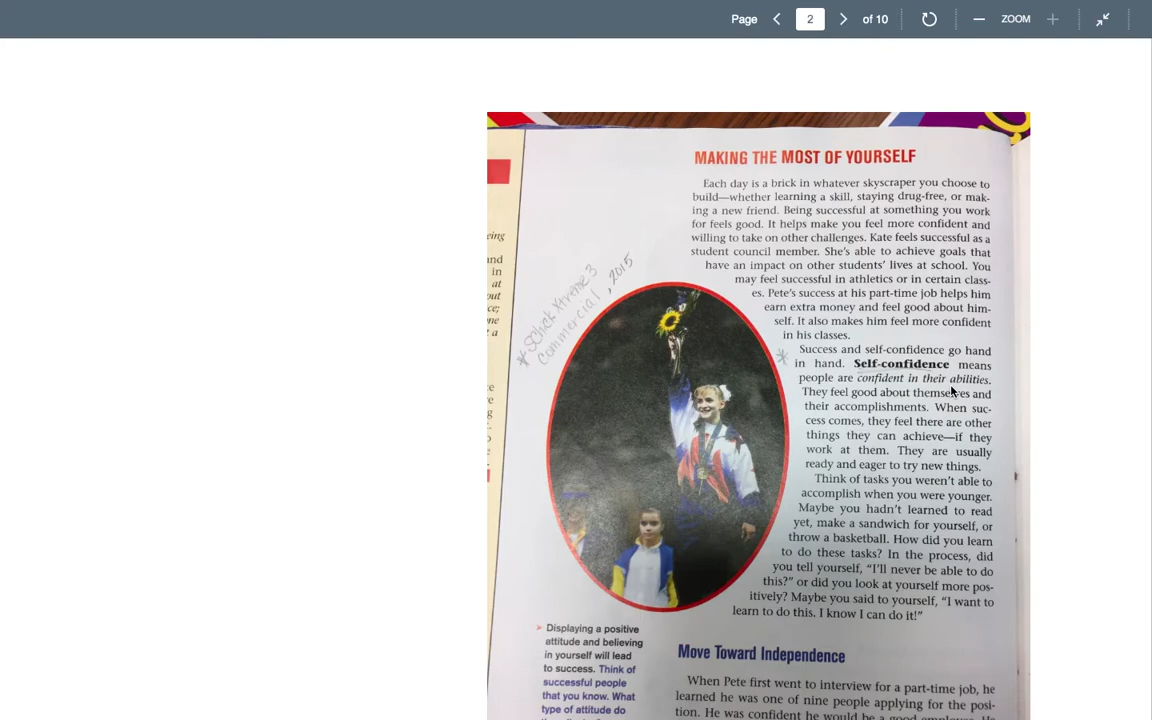 Page 2 of 10 ZOOM
MAKING THE MOST OF YOURSELF
Each day is a brick in whatever skyscraper you choose to
build—whether learning a skill, staying drug-free, or mak-
ing a new friend. Being successful at something you work
for feels good. It helps make you feel more confident and
willing to take on other challenges. Kate feels successful as a
student council member. She's able to achieve goals that
have an impact on other students' lives at school. You
may feel successful in athletics or in certain class-
es. Pete's success at his part-time job helps him
earn extra money and feel good about him-
self. It also makes him feel more confident
in his classes.
Success and self-confidence go hand
in hand. Self-confidence means
people are confident in their abilities.
They feel good about themselves and
their accomplishments. When suc-
cess comes, they feel there are other
things they can achieve—if they
work at them. They are usually
ready and eager to try new things.
Think of tasks you weren't able to
accomplish when you were younger.
Maybe you hadn't learned to read
yet, make a sandwich for yourself, or
throw a basketball. How did you learn
to do these tasks? In the process, did
you tell yourself, “I'll never be able to do
this?” or did you look at yourself more pos-
itively? Maybe you said to yourself, “I want to
learn to do this. I know I can do it!”
*Schick Xtreme 3
Commercial, 2015
➤ Displaying a positive
attitude and believing
in yourself will lead
to success. Think of
successful people
that you know. What
type of attitude do
Move Toward Independence
When Pete first went to interview for a part-time job, he
learned he was one of nine people applying for the posi-
tion. He was confident he would be a good employee. He